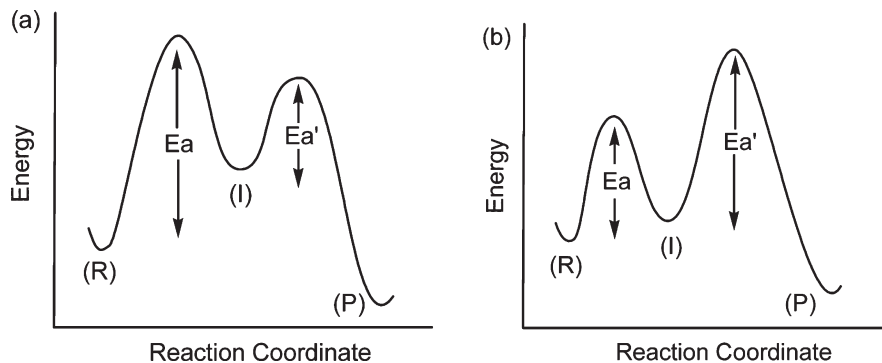 (a)
Energy
Ea
Ea'
(I)
(R)
(P)
Reaction Coordinate
(b)
Energy
Ea
Ea'
(R)
(I)
(P)
Reaction Coordinate